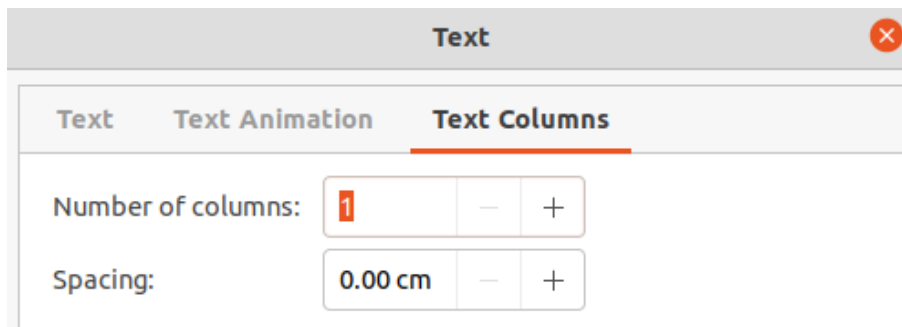 Text
Text Text Animation Text Columns
Number of columns: 1
Spacing: 0.00 cm